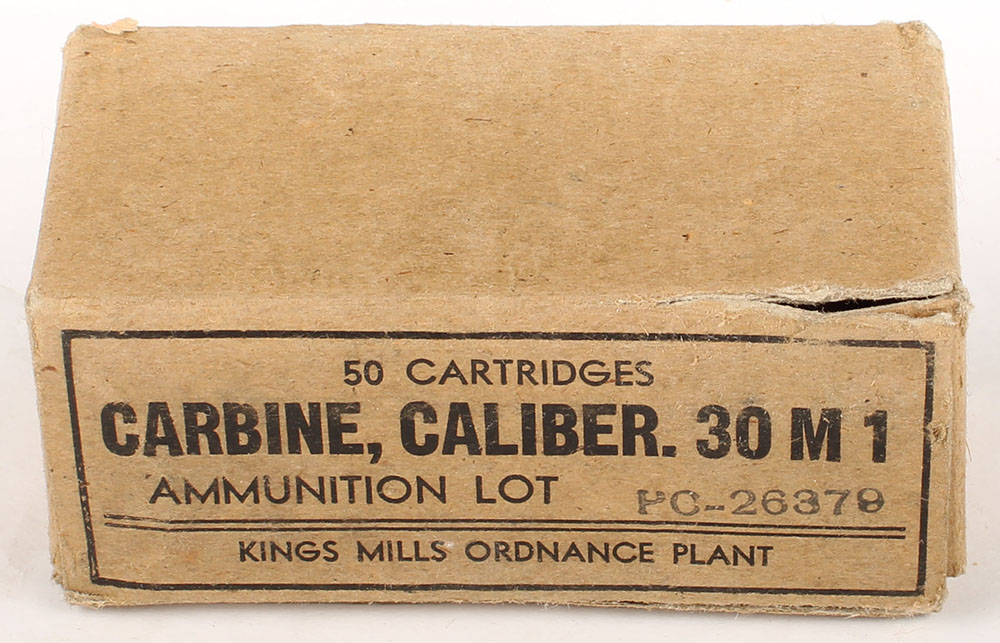 50 CARTRIDGES
CARBINE, CALIBER. 30 M 1
AMMUNITION LOT PC-26379
KINGS MILLS ORDNANCE PLANT